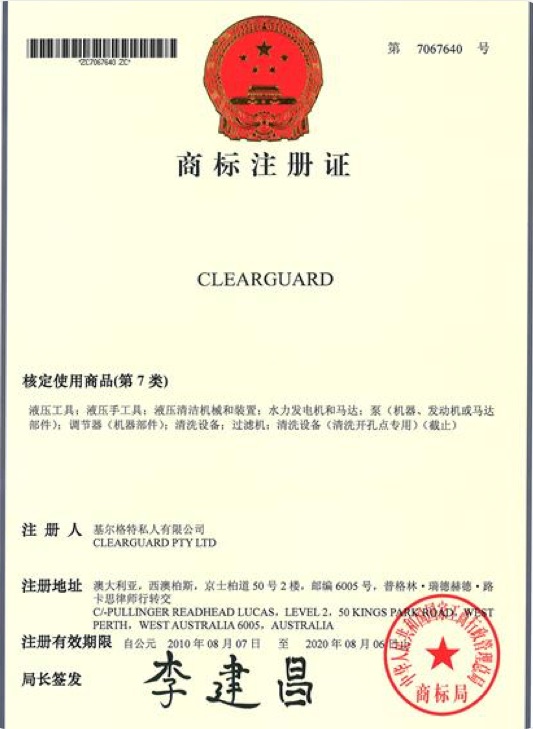 第 7067640 号
*ZC7067640 ZC*
商标注册证
CLEARGUARD
核定使用商品(第 7 类)
液压工具；液压手工具；液压清洁机械和装置；水力发电机和马达；泵（机器、发动机或马达
部件）；调节器（机器部件）；清洗设备；过滤机；清洗设备（清洗开孔点专用）（截止）
注 册 人 基尔格特私人有限公司
CLEARGUARD PTY LTD
注册地址 澳大利亚，西澳柏斯，京士柏道 50 号 2 楼，邮编 6005 号，普格林·瑞德赫德·路
卡思律师行转交
C/-PULLINGER READHEAD LUCAS, LEVEL 2, 50 KINGS PARK ROAD, WEST
PERTH, WEST AUSTRALIA 6005, AUSTRALIA
注册有效期限 自公元 2010 年 08 月 07 日 至 2020 年 08 月 06 日止
局长签发 李建昌
中华人民共和国国家工商行政管理总局
商标局